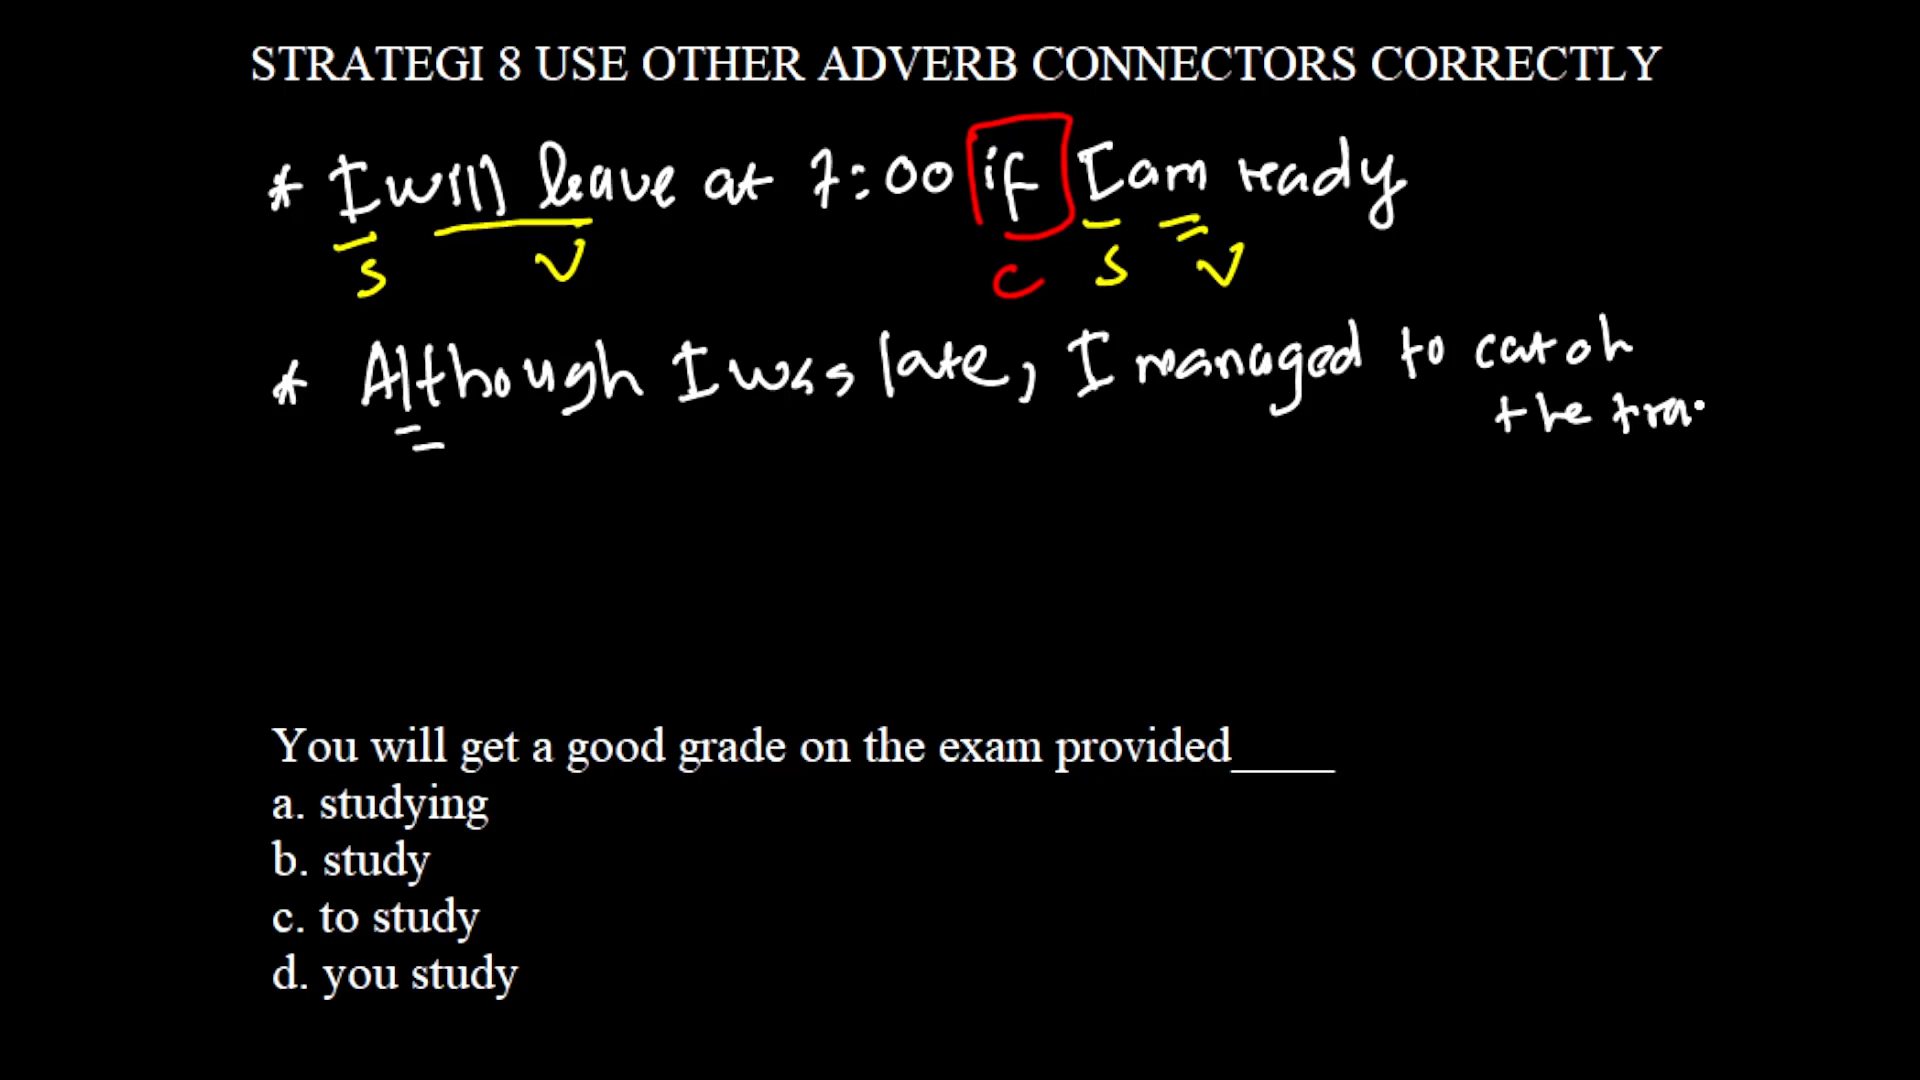 STRATEGI 8 USE OTHER ADVERB CONNECTORS CORRECTLY
* I will leave at 7:00 if I am ready
S V C S V
* Although I was late, I managed to catch
the tra
You will get a good grade on the exam provided____
a. studying
b. study
c. to study
d. you study